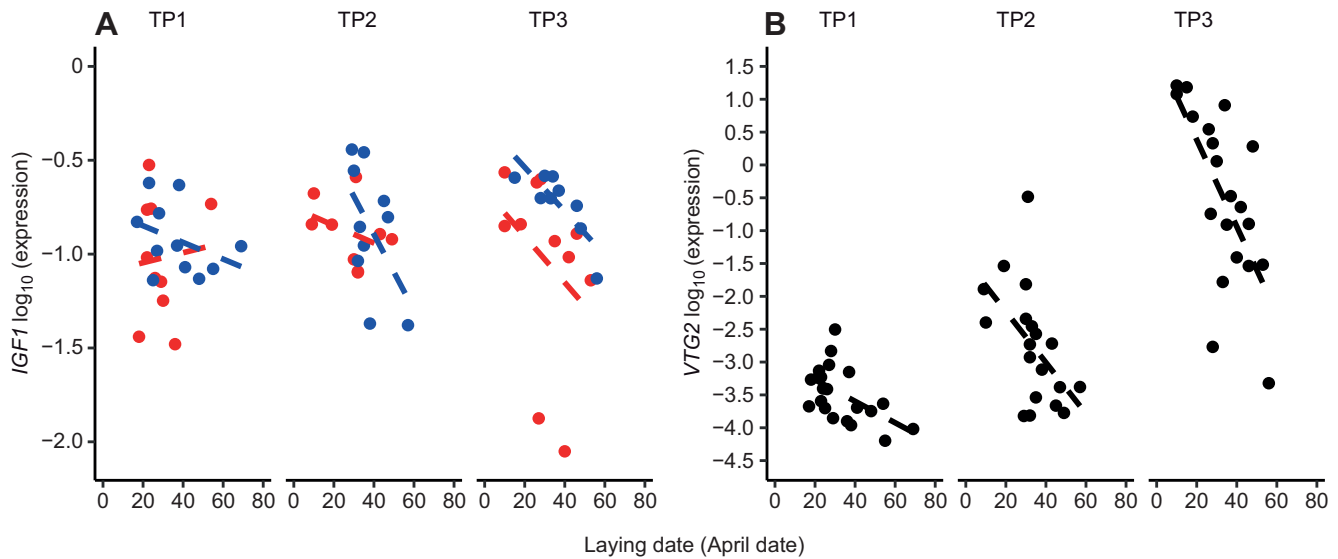 A TP1 TP2 TP3
0
−0.5
−1.0
−1.5
−2.0
IGF1 log10 (expression)
0 20 40 60 80 0 20 40 60 80 0 20 40 60 80
B TP1 TP2 TP3
1.5
1.0
0.5
0
−0.5
−1.0
−1.5
−2.0
−2.5
−3.0
−3.5
−4.0
−4.5
VTG2 log10 (expression)
0 20 40 60 80 0 20 40 60 80 0 20 40 60 80
Laying date (April date)